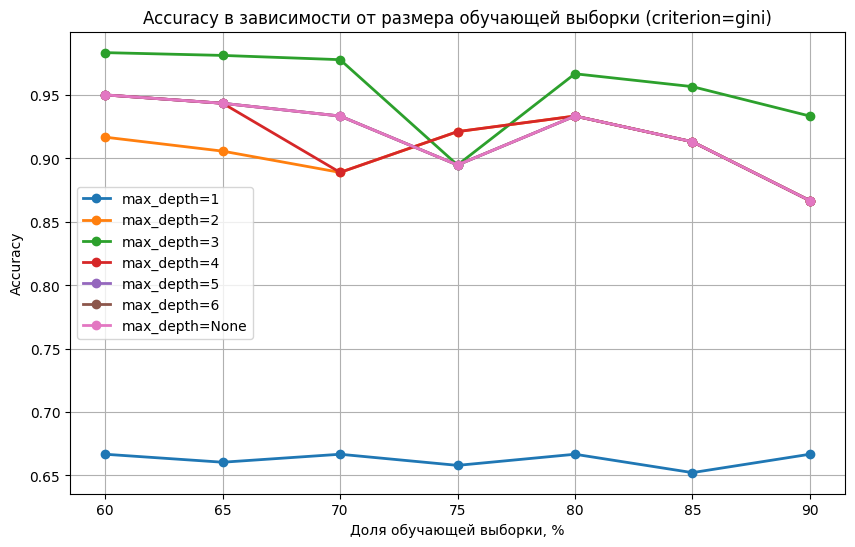 Accuracy в зависимости от размера обучающей выборки (criterion=gini)
Accuracy
0.95
0.90
0.85
0.80
0.75
0.70
0.65
max_depth=1
max_depth=2
max_depth=3
max_depth=4
max_depth=5
max_depth=6
max_depth=None
60 65 70 75 80 85 90
Доля обучающей выборки, %